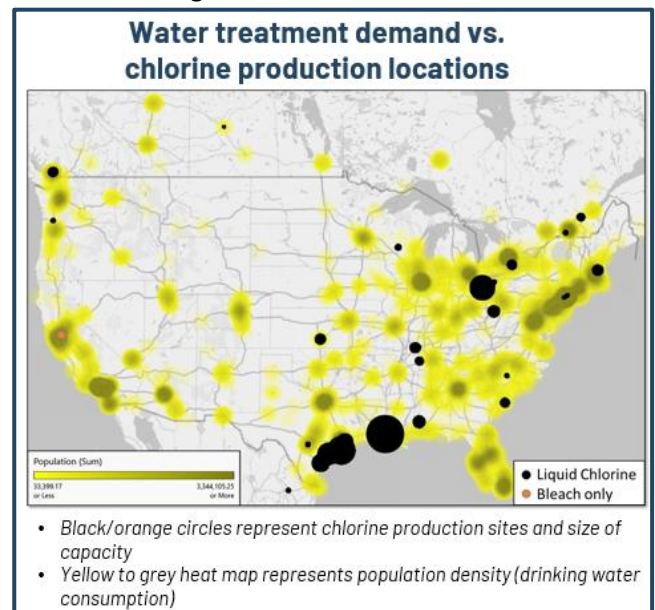 Water treatment demand vs.
chlorine production locations
Population (Sum)
33,399.17
or Less
3,544,105.25
or More
Liquid Chlorine
Bleach only
• Black/orange circles represent chlorine production sites and size of
capacity
• Yellow to grey heat map represents population density (drinking water
consumption)